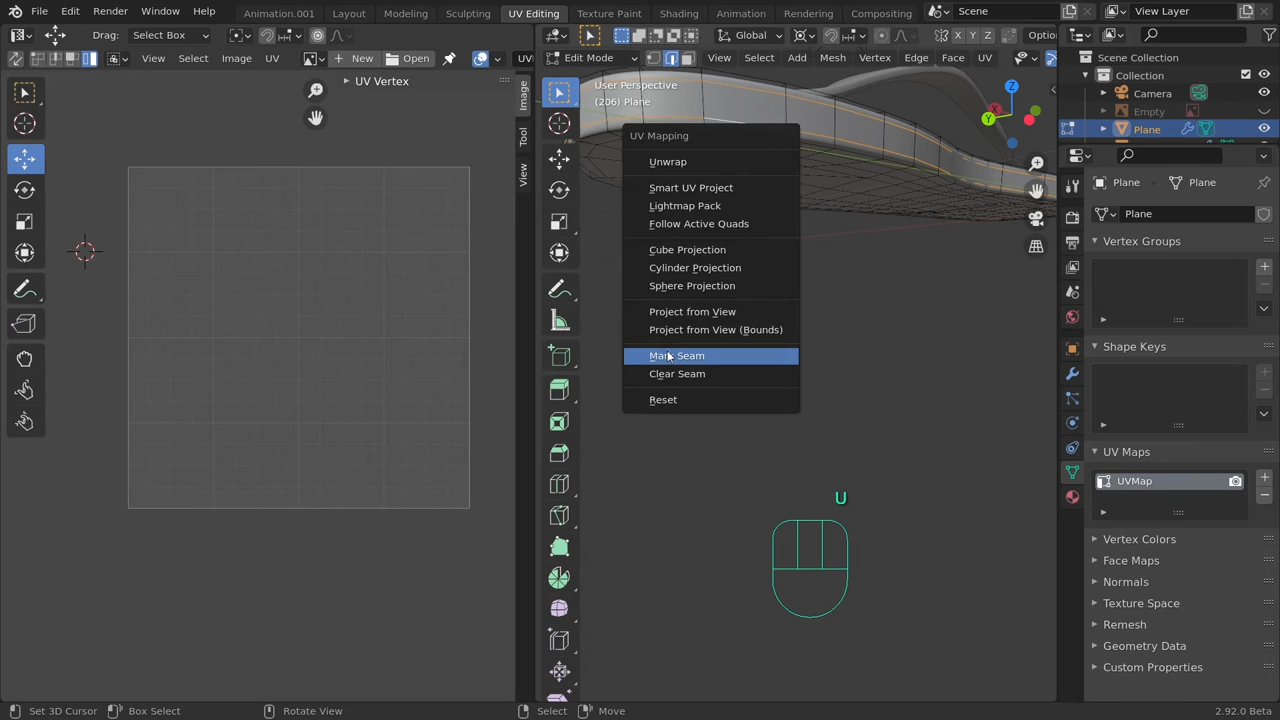 File Edit Render Window Help Animation.001 Layout Modeling Sculpting UV Editing Texture Paint Shading Animation Rendering Compositing Scene View Layer
Drag: Select Box Global X Y Z Optio
View Select Image UV New Open UV
Edit Mode View Select Add Mesh Vertex Edge Face UV
Scene Collection
Collection
Camera
Empty
Plane
UV Vertex
Image
Tool
View
User Perspective
(206) Plane
Z
X
Y
UV Mapping
Unwrap
Smart UV Project
Lightmap Pack
Follow Active Quads
Cube Projection
Cylinder Projection
Sphere Projection
Project from View
Project from View (Bounds)
Mark Seam
Clear Seam
Reset
U
Plane Plane
Plane
Vertex Groups
Shape Keys
UV Maps
UVMap
Vertex Colors
Face Maps
Normals
Texture Space
Remesh
Geometry Data
Custom Properties
Set 3D Cursor Box Select Rotate View Select Move 2.92.0 Beta